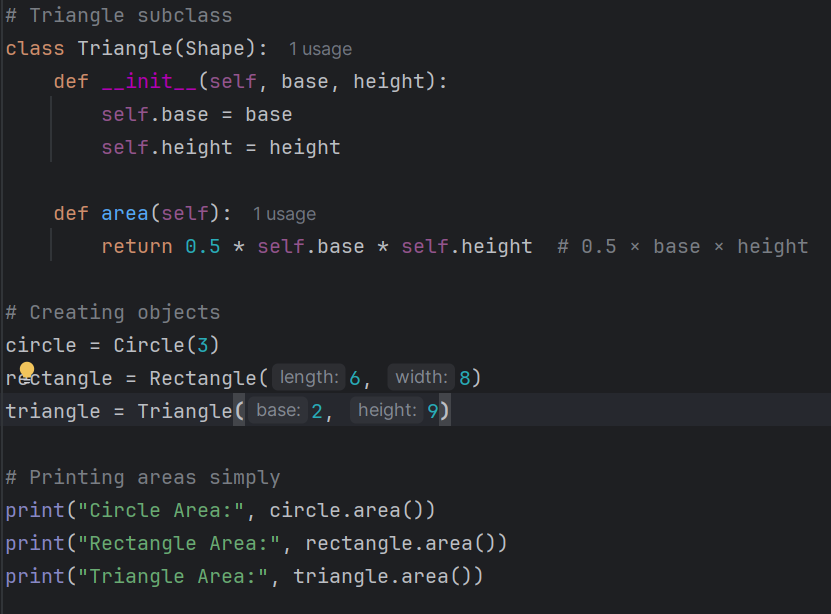 # Triangle subclass
class Triangle(Shape): 1 usage
    def __init__(self, base, height):
        self.base = base
        self.height = height
    def area(self): 1 usage
        return 0.5 * self.base * self.height  # 0.5 × base × height
# Creating objects
circle = Circle(3)
rectangle = Rectangle( length: 6, width: 8)
triangle = Triangle( base: 2, height: 9)
# Printing areas simply
print("Circle Area:", circle.area())
print("Rectangle Area:", rectangle.area())
print("Triangle Area:", triangle.area())